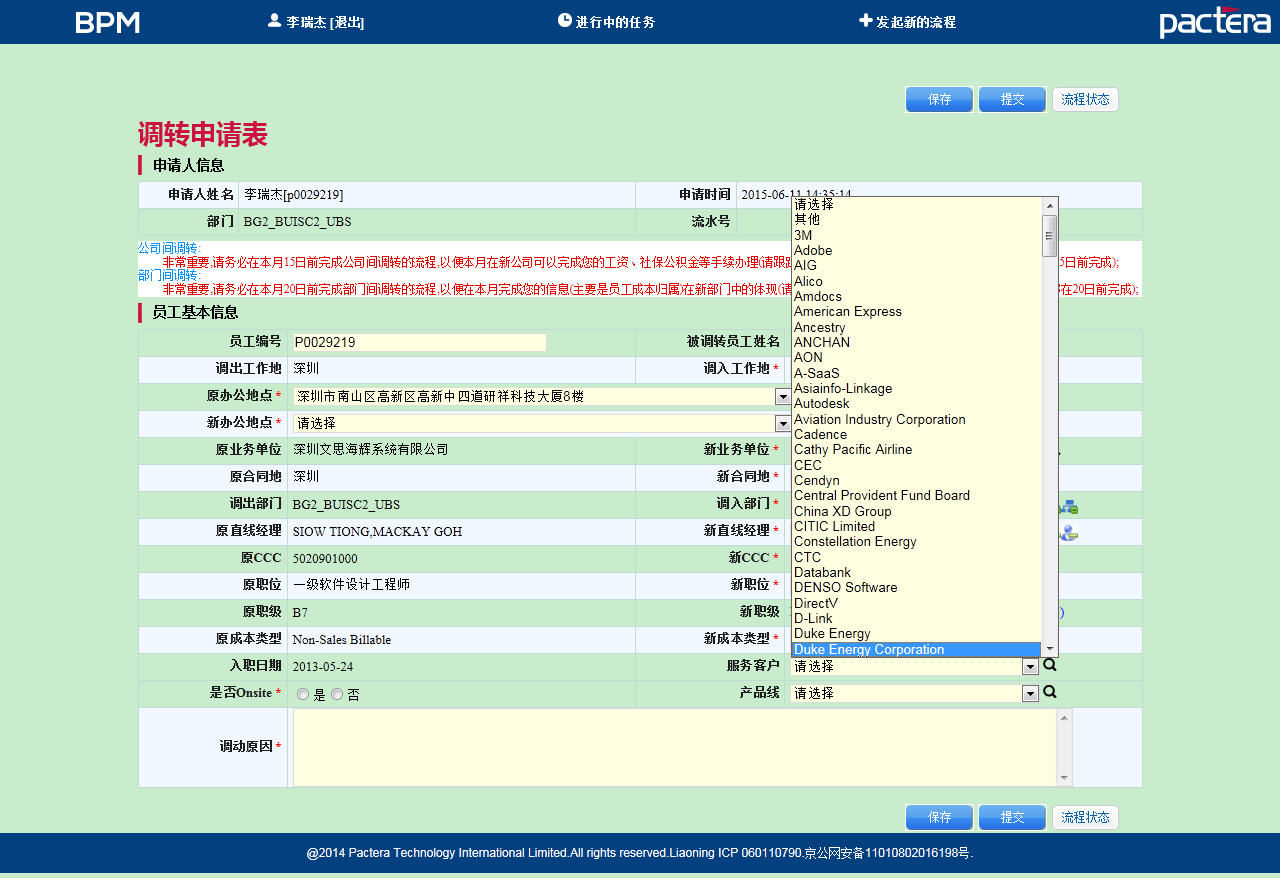 BPM
李瑞杰 [退出]
进行中的任务
发起新的流程
pactera
保存 提交 流程状态
调转申请表
申请人信息
申请人姓名 李瑞杰[p0029219] 申请时间 2015-06-11 14:35:14
部门 BG2_BUISC2_UBS 流水号
公司间调转:
非常重要,请务必在本月15日前完成公司间调转的流程,以便本月在新公司可以完成您的工资、社保公积金等手续办理(请跟踪 5日前完成);
部门间调转:
非常重要,请务必在本月20日前完成部门间调转的流程,以便在本月完成您的信息(主要是员工成本归属)在新部门中的体现(请 在20日前完成);
员工基本信息
员工编号 P0029219 被调转员工姓名
调出工作地 深圳 调入工作地 *
原办公地点 * 深圳市南山区高新区高新中四道研祥科技大厦8楼
新办公地点 * 请选择
原业务单位 深圳文思海辉系统有限公司 新业务单位 *
原合同地 深圳 新合同地 *
调出部门 BG2_BUISC2_UBS 调入部门 *
原直线经理 SIOW TIONG,MACKAY GOH 新直线经理 *
原CCC 5020901000 新CCC *
原职位 一级软件设计工程师 新职位 *
原职级 B7 新职级 )
原成本类型 Non-Sales Billable 新成本类型 *
入职日期 2013-05-24 服务客户 请选择
是否Onsite * 是 否 产品线 请选择
调动原因 *
请选择
其他
3M
Adobe
AIG
Alico
Amdocs
American Express
Ancestry
ANCHAN
AON
A-SaaS
Asiainfo-Linkage
Autodesk
Aviation Industry Corporation
Cadence
Cathy Pacific Airline
CEC
Cendyn
Central Provident Fund Board
China XD Group
CITIC Limited
Constellation Energy
CTC
Databank
DENSO Software
DirectV
D-Link
Duke Energy
Duke Energy Corporation
保存 提交 流程状态
@2014 Pactera Technology International Limited.All rights reserved.Liaoning ICP 060110790.京公网安备11010802016198号.